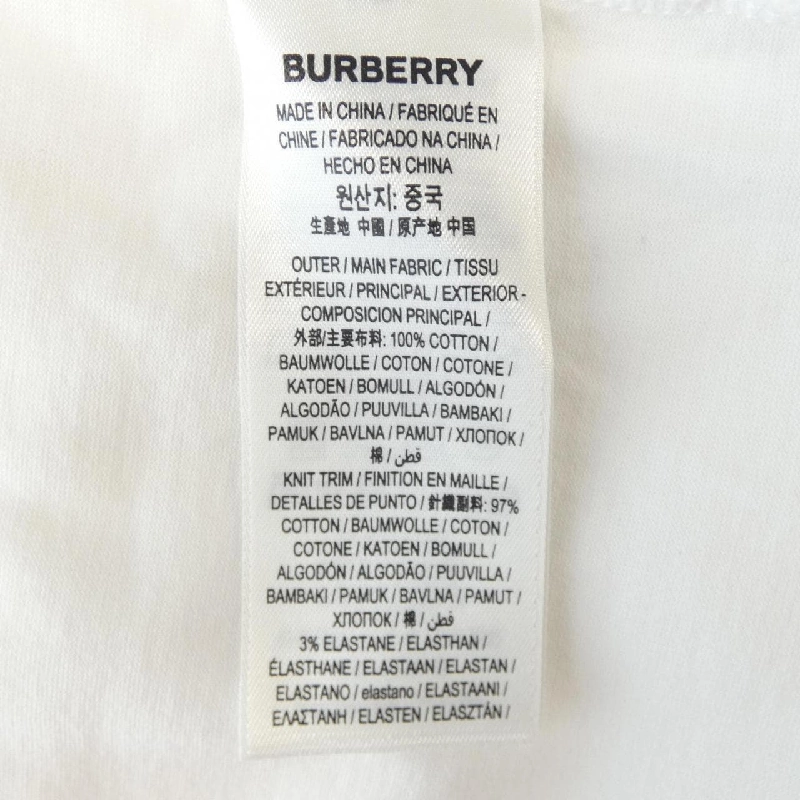 BURBERRY
MADE IN CHINA / FABRIQUÉ EN
CHINE / FABRICADO NA CHINA /
HECHO EN CHINA
원산지: 중국
生產地 中國 / 原产地 中国
OUTER / MAIN FABRIC / TISSU
EXTÉRIEUR / PRINCIPAL / EXTERIOR -
COMPOSICION PRINCIPAL /
外部/主要布料: 100% COTTON /
BAUMWOLLE / COTON / COTONE /
KATOEN / BOMULL / ALGODÓN /
ALGODÃO / PUUVILLA / BAMBAKI /
PAMUK / BAVLNA / PAMUT / ХЛОПОК /
棉 / قطن
KNIT TRIM / FINITION EN MAILLE /
DETALLES DE PUNTO / 針織副料: 97%
COTTON / BAUMWOLLE / COTON /
COTONE / KATOEN / BOMULL /
ALGODÓN / ALGODÃO / PUUVILLA /
BAMBAKI / PAMUK / BAVLNA / PAMUT /
ХЛОПОК / 棉 / قطن
3% ELASTANE / ELASTHAN /
ÉLASTHANE / ELASTAAN / ELASTAN /
ELASTANO / elastano / ELASTAANI /
ΕΛΑΣΤΑΝΗ / ELASTEN / ELASZTÁN /